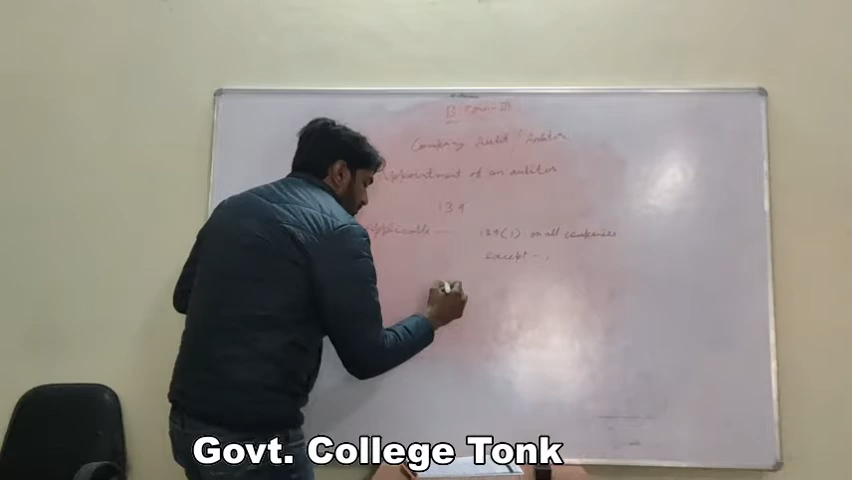 B Com-III
Company Audit / Auditor
Appointment of an auditor
139
Applicable — 139(1) on all companies
except - ,
Govt. College Tonk